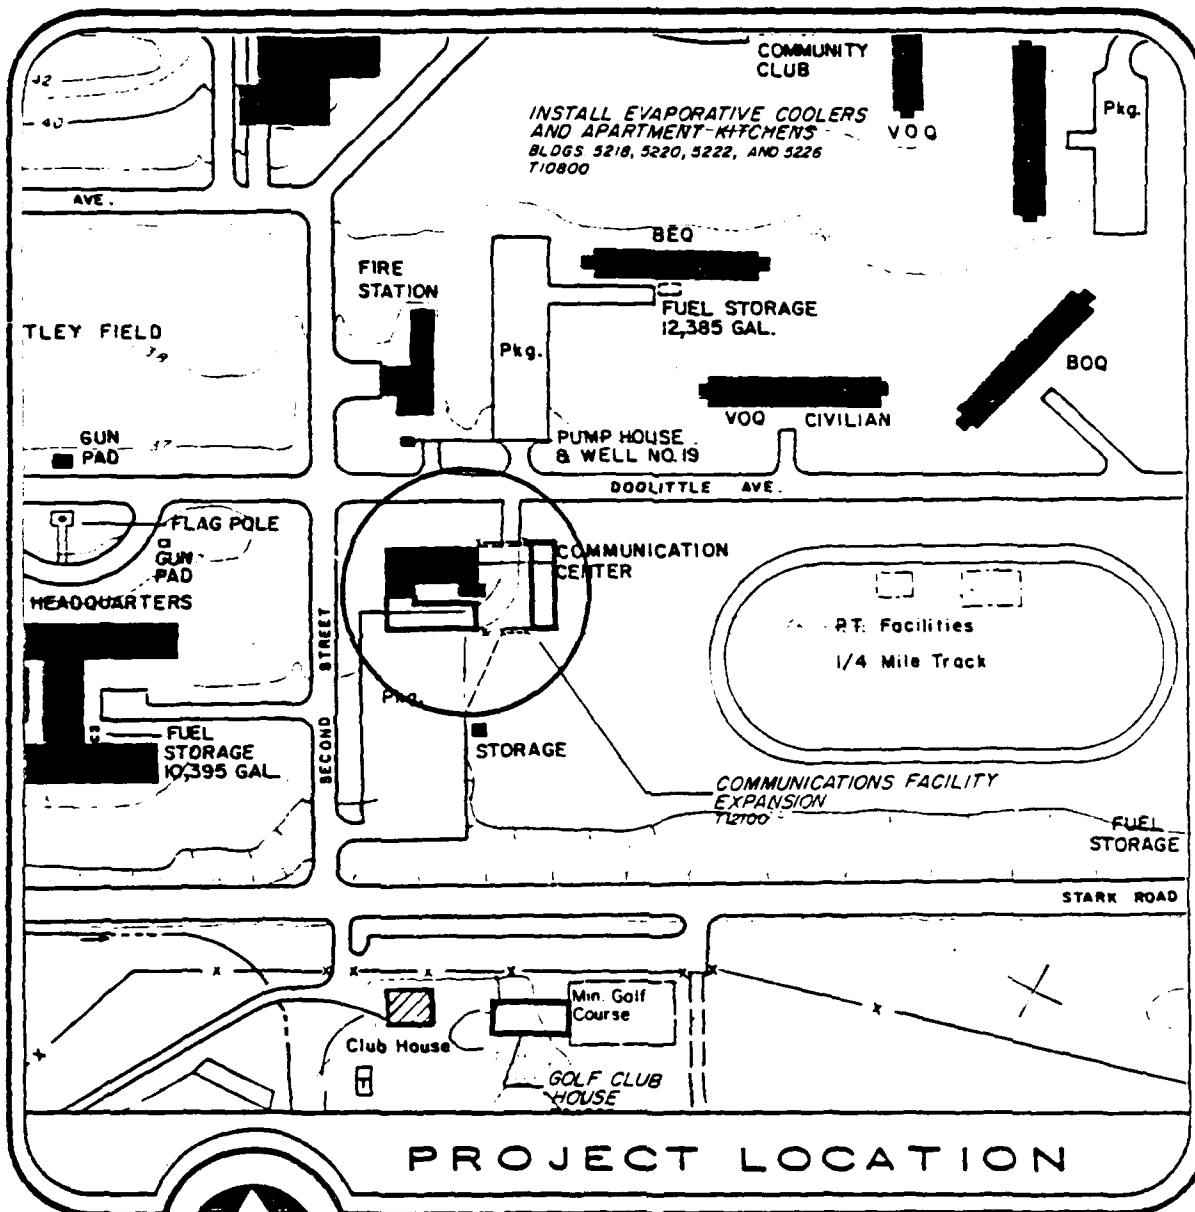 COMMUNITY
CLUB
INSTALL EVAPORATIVE COOLERS
AND APARTMENT KITCHENS
BLDGS 5218, 5220, 5222, AND 5226
T10800
VOQ
Pkg.
42
40
AVE.
BEQ
FIRE
STATION
FUEL STORAGE
12,385 GAL.
TLEY FIELD
39
Pkg.
BOQ
VOQ CIVILIAN
GUN
PAD
37
PUMP HOUSE
& WELL NO. 19
DOOLITTLE AVE.
FLAG POLE
GUN
PAD
COMMUNICATION
CENTER
HEADQUARTERS
SECOND STREET
P.T. Facilities
1/4 Mile Track
Pkg.
FUEL
STORAGE
10,395 GAL.
STORAGE
COMMUNICATIONS FACILITY
EXPANSION
T12100
FUEL
STORAGE
STARK ROAD
Min. Golf
Course
Club House
T
GOLF CLUB
HOUSE
PROJECT LOCATION